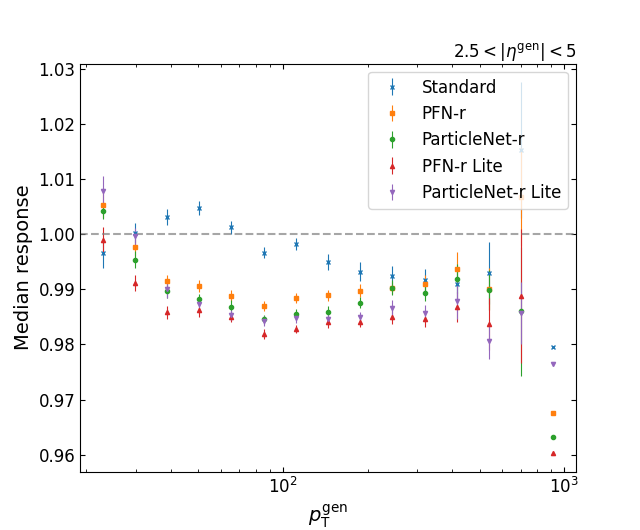 2.5 < |η^gen| < 5
1.03
1.02
1.01
1.00
0.99
0.98
0.97
0.96
Median response
Standard
PFN-r
ParticleNet-r
PFN-r Lite
ParticleNet-r Lite
10^2
10^3
p_T^gen